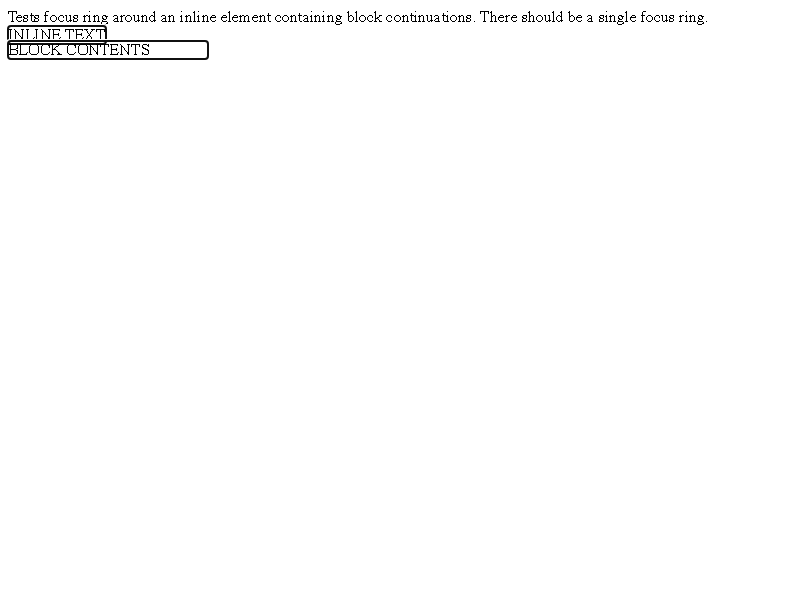 Tests focus ring around an inline element containing block continuations. There should be a single focus ring.
INLINE TEXT
BLOCK CONTENTS